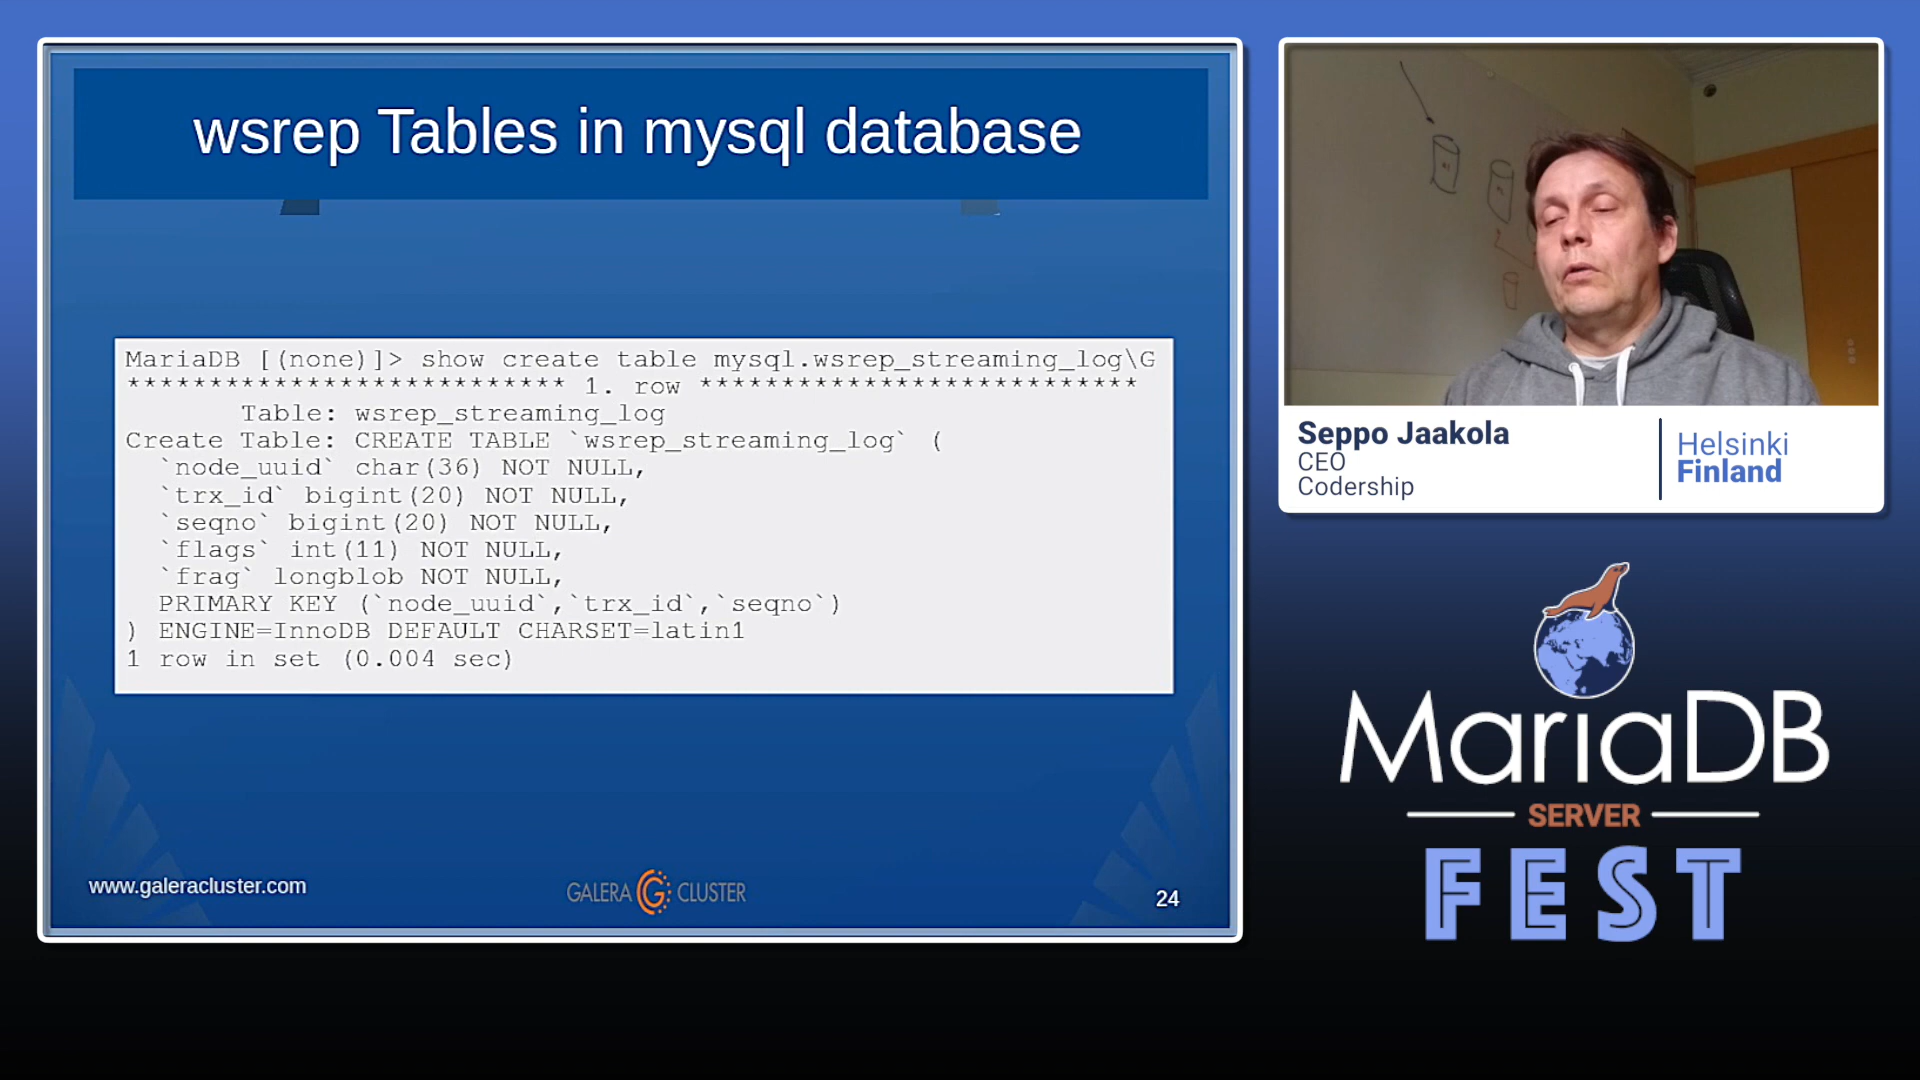 wsrep Tables in mysql database
MariaDB [(none)]> show create table mysql.wsrep_streaming_log\G
*************************** 1. row ***************************
Table: wsrep_streaming_log
Create Table: CREATE TABLE `wsrep_streaming_log` (
`node_uuid` char(36) NOT NULL,
`trx_id` bigint(20) NOT NULL,
`seqno` bigint(20) NOT NULL,
`flags` int(11) NOT NULL,
`frag` longblob NOT NULL,
PRIMARY KEY (`node_uuid`,`trx_id`,`seqno`)
) ENGINE=InnoDB DEFAULT CHARSET=latin1
1 row in set (0.004 sec)
www.galeracluster.com
GALERA CLUSTER
24
Seppo Jaakola
CEO
Codership
Helsinki
Finland
MariaDB
SERVER
FEST